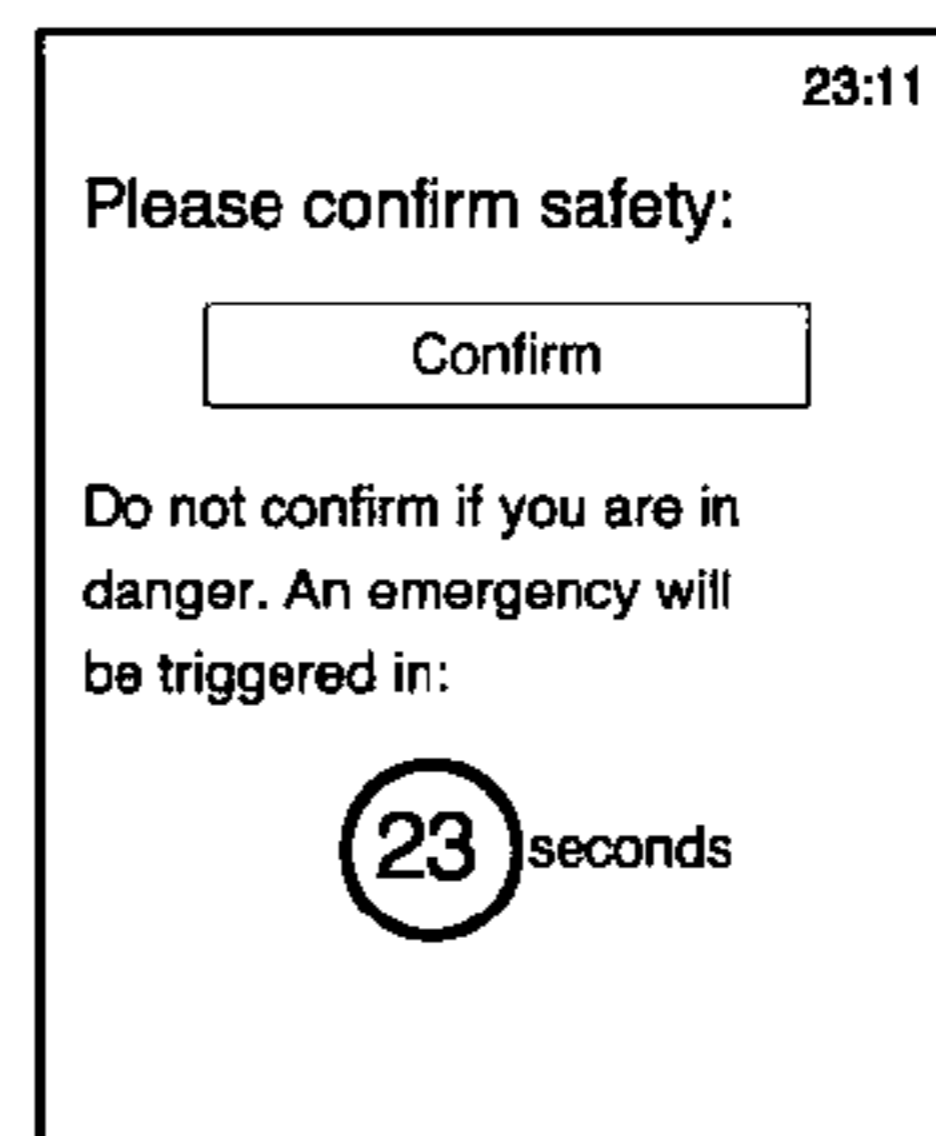 23:11
Please confirm safety:
Confirm
Do not confirm if you are in
danger. An emergency will
be triggered in:
23 seconds